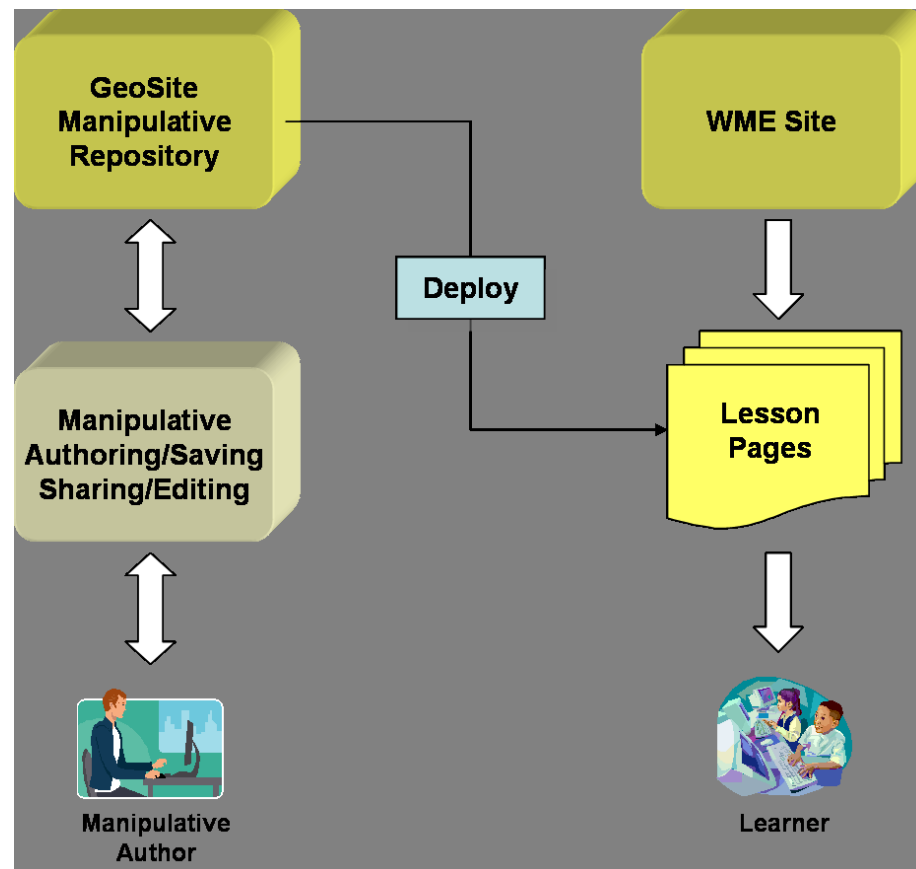 GeoSite
Manipulative
Repository
WME Site
Deploy
Manipulative
Authoring/Saving
Sharing/Editing
Lesson
Pages
Manipulative
Author
Learner